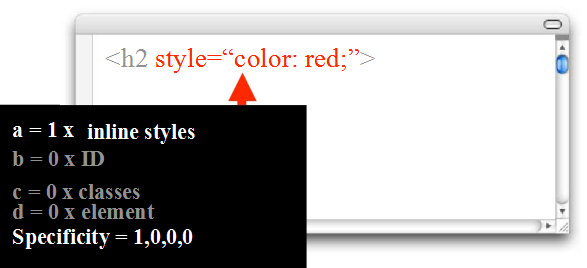 <h2 style=“color: red;”>
a = 1 x inline styles
b = 0 x ID
c = 0 x classes
d = 0 x element
Specificity = 1,0,0,0